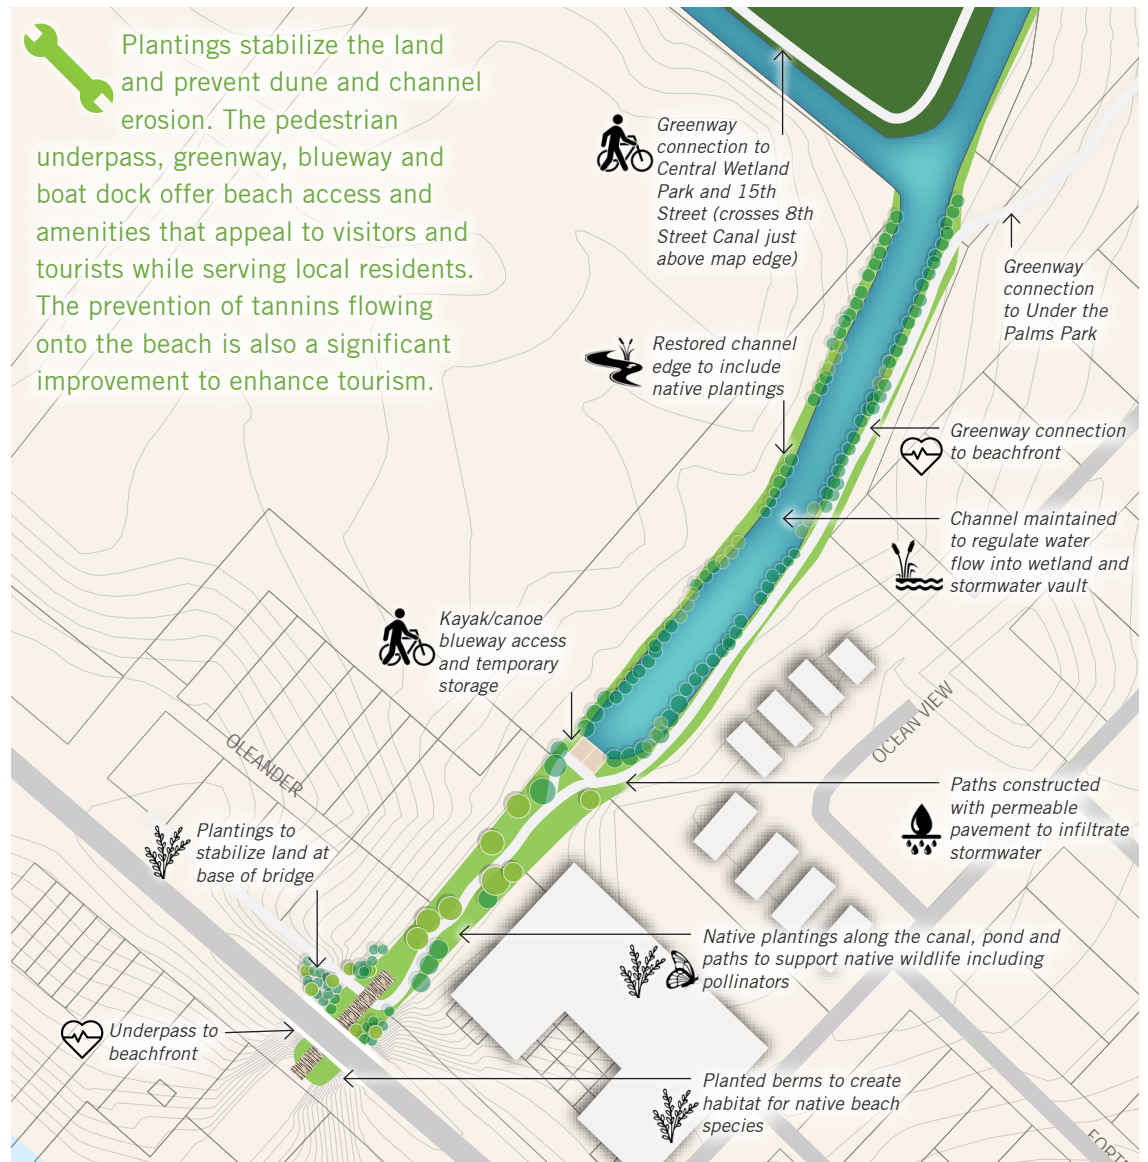 Plantings stabilize the land
and prevent dune and channel
erosion. The pedestrian
underpass, greenway, blueway and
boat dock offer beach access and
amenities that appeal to visitors and
tourists while serving local residents.
The prevention of tannins flowing
onto the beach is also a significant
improvement to enhance tourism.
Greenway
connection to
Central Wetland
Park and 15th
Street (crosses 8th
Street Canal just
above map edge)
Greenway
connection
to Under the
Palms Park
Restored channel
edge to include
native plantings
Greenway connection
to beachfront
Channel maintained
to regulate water
flow into wetland and
stormwater vault
Kayak/canoe
blueway access
and temporary
storage
OCEAN VIEW
OLEANDER
Paths constructed
with permeable
pavement to infiltrate
stormwater
Plantings to
stabilize land at
base of bridge
Native plantings along the canal, pond and
paths to support native wildlife including
pollinators
Underpass to
beachfront
Planted berms to create
habitat for native beach
species